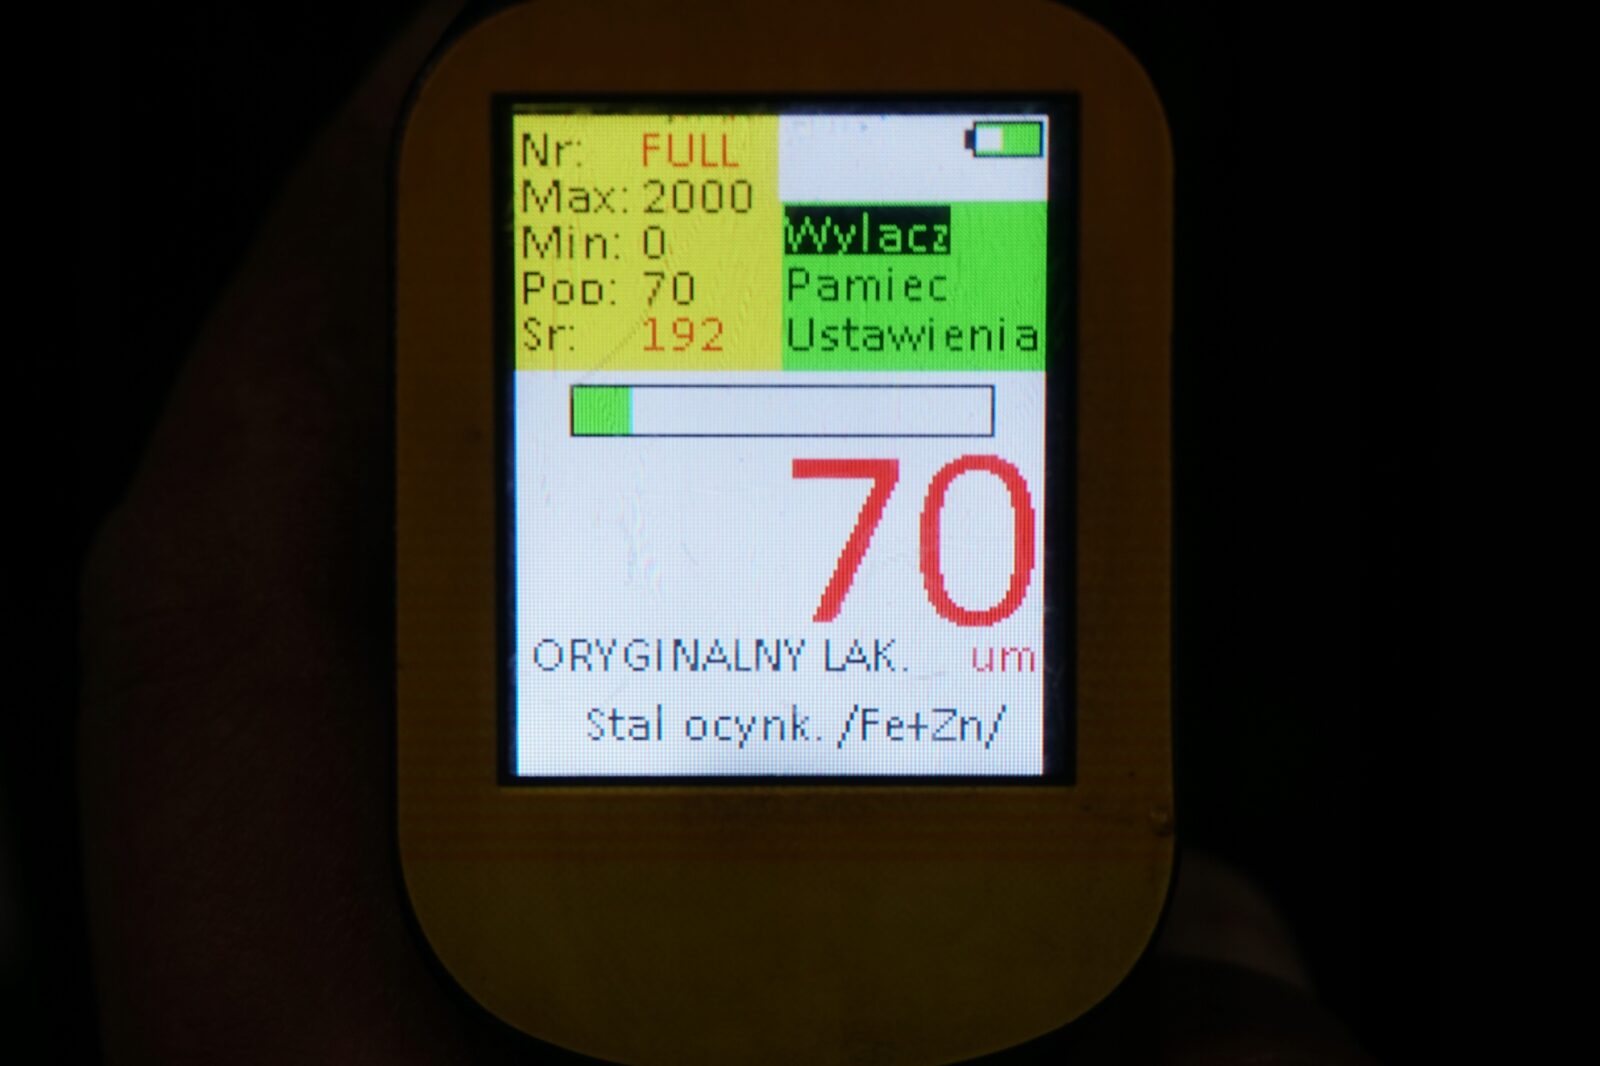 Nr: FULL
Max: 2000
Min: 0
Pop: 70
Sr: 192
Wylacz
Pamiec
Ustawienia
70
ORYGINALNY LAK. um
Stal ocynk. /Fe+Zn/